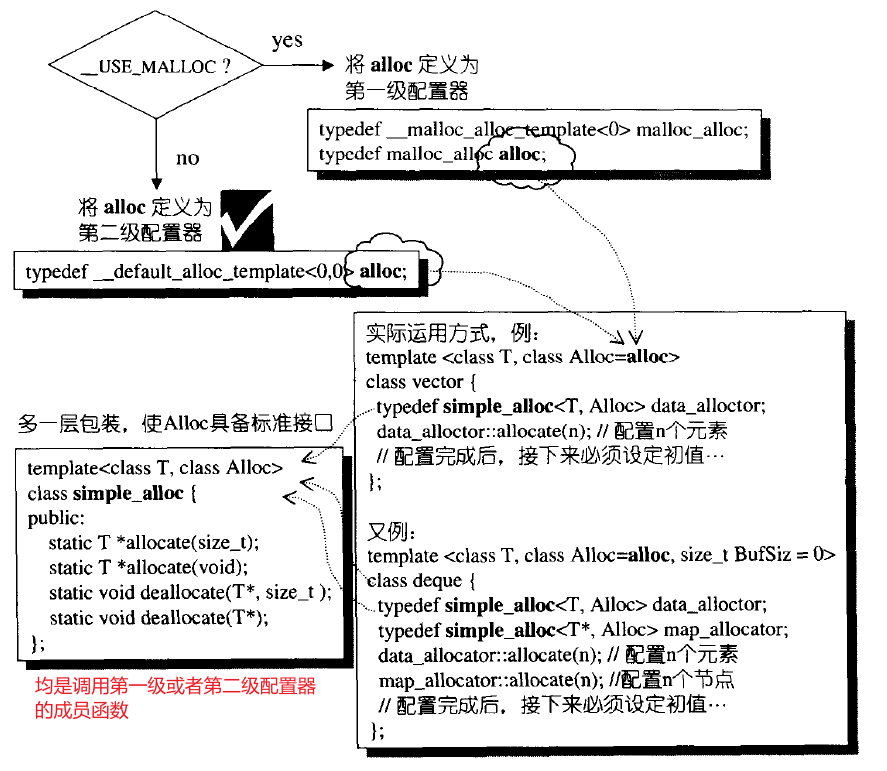 __USE_MALLOC ?
yes
将 alloc 定义为
第一级配置器
typedef __malloc_alloc_template<0> malloc_alloc;
typedef malloc_alloc alloc;
no
将 alloc 定义为
第二级配置器
typedef __default_alloc_template<0,0> alloc;
实际运用方式，例：
template <class T, class Alloc=alloc>
class vector {
typedef simple_alloc<T, Alloc> data_alloctor;
data_alloctor::allocate(n); // 配置n个元素
// 配置完成后，接下来必须设定初值…
};
又例：
template <class T, class Alloc=alloc, size_t BufSiz = 0>
class deque {
typedef simple_alloc<T, Alloc> data_alloctor;
typedef simple_alloc<T*, Alloc> map_allocator;
data_allocator::allocate(n); // 配置n个元素
map_allocator::allocate(n); //配置n个节点
// 配置完成后，接下来必须设定初值…
};
多一层包装，使Alloc具备标准接口
template<class T, class Alloc>
class simple_alloc {
public:
static T *allocate(size_t);
static T *allocate(void);
static void deallocate(T*, size_t );
static void deallocate(T*);
};
均是调用第一级或者第二级配置器
的成员函数